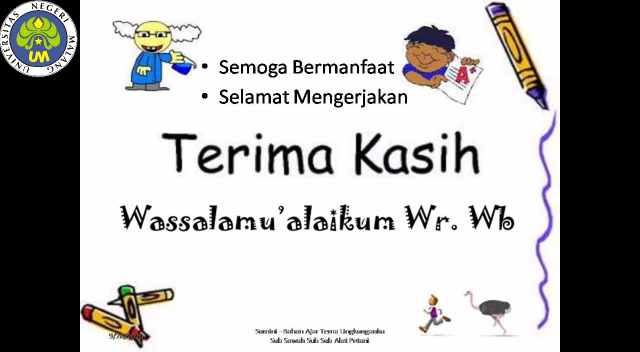 UNIVERSITAS NEGERI MALANG
UM
• Semoga Bermanfaat
• Selamat Mengerjakan
A+
Terima Kasih
Wassalamu'alaikum Wr. Wb
Sumini - Bahan Ajar Tema Lingkunganku
Sub Sawah Sub Sub Alat Petani